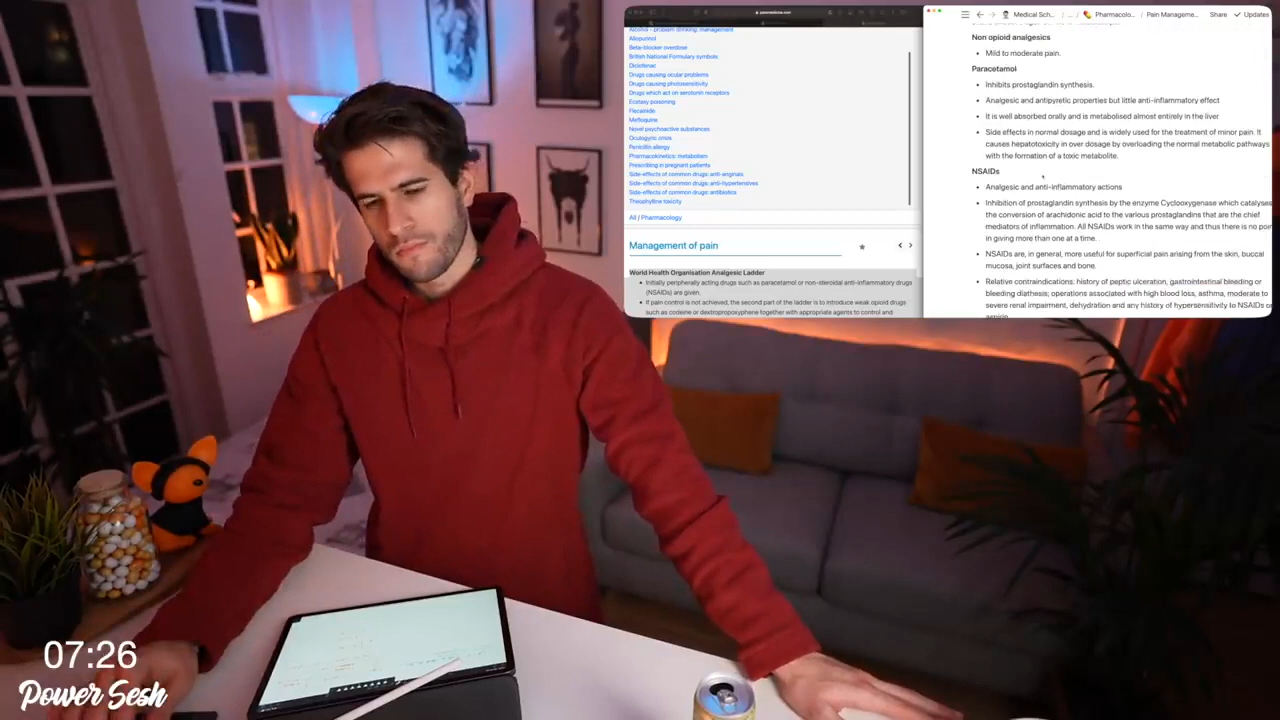 Alcohol - problem drinking: management
Allopurinol
Beta-blocker overdose
British National Formulary symbols
Diclofenac
Drugs causing ocular problems
Drugs causing photosensitivity
Drugs which act on serotonin receptors
Ecstasy poisoning
Flecainide
Mefloquine
Novel psychoactive substances
Oculogyric crisis
Penicillin allergy
Pharmacokinetics: metabolism
Prescribing in pregnant patients
Side-effects of common drugs: anti-anginals
Side-effects of common drugs: anti-hypertensives
Side-effects of common drugs: antibiotics
Theophylline toxicity
All / Pharmacology
Management of pain
World Health Organisation Analgesic Ladder
Initially peripherally acting drugs such as paracetamol or non-steroidal anti-inflammatory drugs
(NSAIDs) are given.
If pain control is not achieved, the second part of the ladder is to introduce weak opioid drugs
such as codeine or dextropropoxyphene together with appropriate agents to control and
Medical Sch... / ... / Pharmacolo... / Pain Manageme... Share Updates
Non opioid analgesics
Mild to moderate pain.
Paracetamol
Inhibits prostaglandin synthesis.
Analgesic and antipyretic properties but little anti-inflammatory effect
It is well absorbed orally and is metabolised almost entirely in the liver
Side effects in normal dosage and is widely used for the treatment of minor pain. It
causes hepatotoxicity in over dosage by overloading the normal metabolic pathways
with the formation of a toxic metabolite.
NSAIDs
Analgesic and anti-inflammatory actions
Inhibition of prostaglandin synthesis by the enzyme Cyclooxygenase which catalyses
the conversion of arachidonic acid to the various prostaglandins that are the chief
mediators of inflammation. All NSAIDs work in the same way and thus there is no poi
in giving more than one at a time.
NSAIDs are, in general, more useful for superficial pain arising from the skin, buccal
mucosa, joint surfaces and bone.
Relative contraindications: history of peptic ulceration, gastrointestinal bleeding or
bleeding diathesis; operations associated with high blood loss, asthma, moderate to
severe renal impairment, dehydration and any history of hypersensitivity to NSAIDs or
07:26
Power Sesh